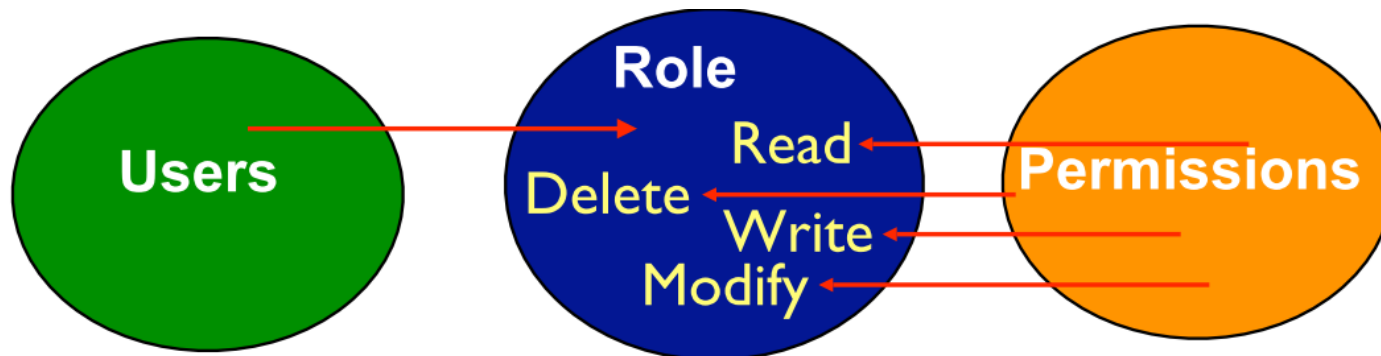 Users
Role
Read
Delete
Write
Modify
Permissions